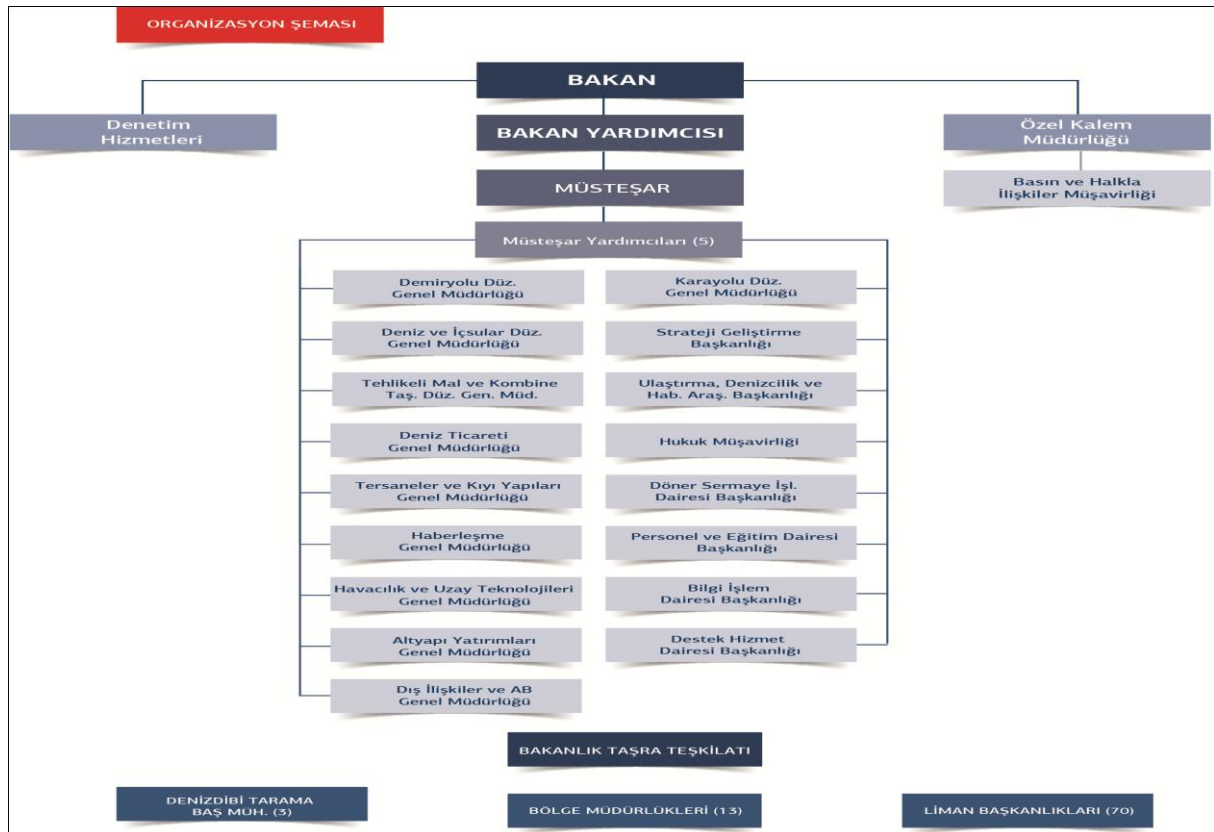 ORGANİZASYON ŞEMASI
BAKAN
Denetim
Hizmetleri
BAKAN YARDIMCISI
Özel Kalem
Müdürlüğü
MÜSTEŞAR
Basın ve Halkla
İlişkiler Müşavirliği
Müsteşar Yardımcıları (5)
Demiryolu Düz.
Genel Müdürlüğü
Karayolu Düz.
Genel Müdürlüğü
Deniz ve İçsular Düz.
Genel Müdürlüğü
Strateji Geliştirme
Başkanlığı
Tehlikeli Mal ve Kombine
Taş. Düz. Gen. Müd.
Ulaştırma, Denizcilik ve
Hab. Araş. Başkanlığı
Deniz Ticareti
Genel Müdürlüğü
Hukuk Müşavirliği
Tersaneler ve Kıyı Yapıları
Genel Müdürlüğü
Döner Sermaye İşl.
Dairesi Başkanlığı
Haberleşme
Genel Müdürlüğü
Personel ve Eğitim Dairesi
Başkanlığı
Havacılık ve Uzay Teknolojileri
Genel Müdürlüğü
Bilgi İşlem
Dairesi Başkanlığı
Altyapı Yatırımları
Genel Müdürlüğü
Destek Hizmet
Dairesi Başkanlığı
Dış İlişkiler ve AB
Genel Müdürlüğü
BAKANLIK TAŞRA TEŞKİLATI
DENİZDİBİ TARAMA
BAŞ MÜH. (3)
BÖLGE MÜDÜRLÜKLERİ (13)
LİMAN BAŞKANLIKLARI (70)